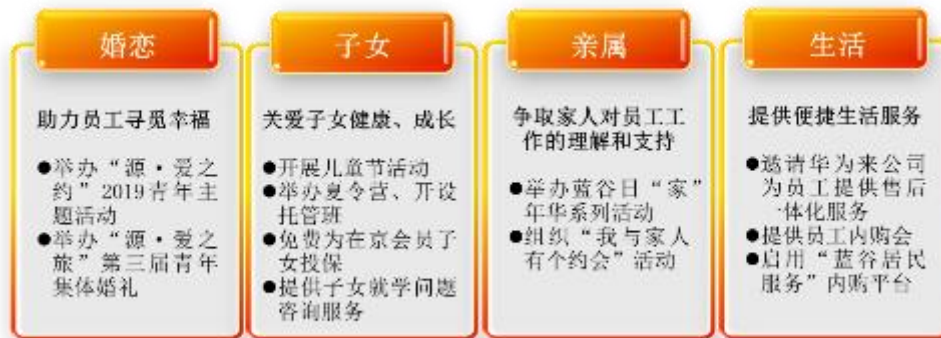 婚恋
助力员工寻觅幸福
●举办“源·爱之
约”2019青年主
题活动
●举办“源·爱之
旅”第三届青年
集体婚礼
子女
关爱子女健康、成长
●开展儿童节活动
●举办夏令营、开设
托管班
●免费为在京会员子
女投保
●提供子女就学问题
咨询服务
亲属
争取家人对员工工
作的理解和支持
●举办蓝谷日“家”
年华系列活动
●组织“我与家人
有个约会”活动
生活
提供便捷生活服务
●邀请华为来公司
为员工提供售后
一体化服务
●提供员工内购会
●启用“蓝谷居民
服务”内购平台